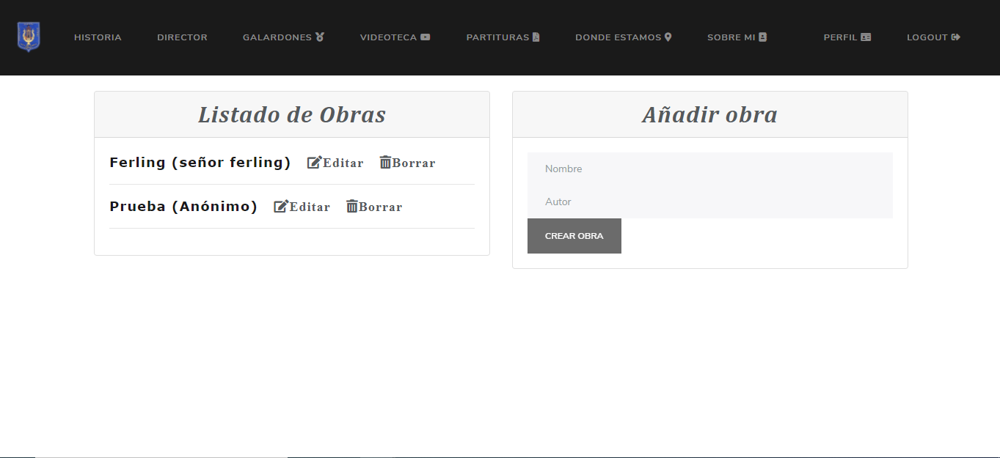 HISTORIA DIRECTOR GALARDONES VIDEOTECA PARTITURAS DONDE ESTAMOS SOBRE MI PERFIL LOGOUT
Listado de Obras
Ferling (señor ferling) Editar Borrar
Prueba (Anónimo) Editar Borrar
Añadir obra
Nombre
Autor
CREAR OBRA